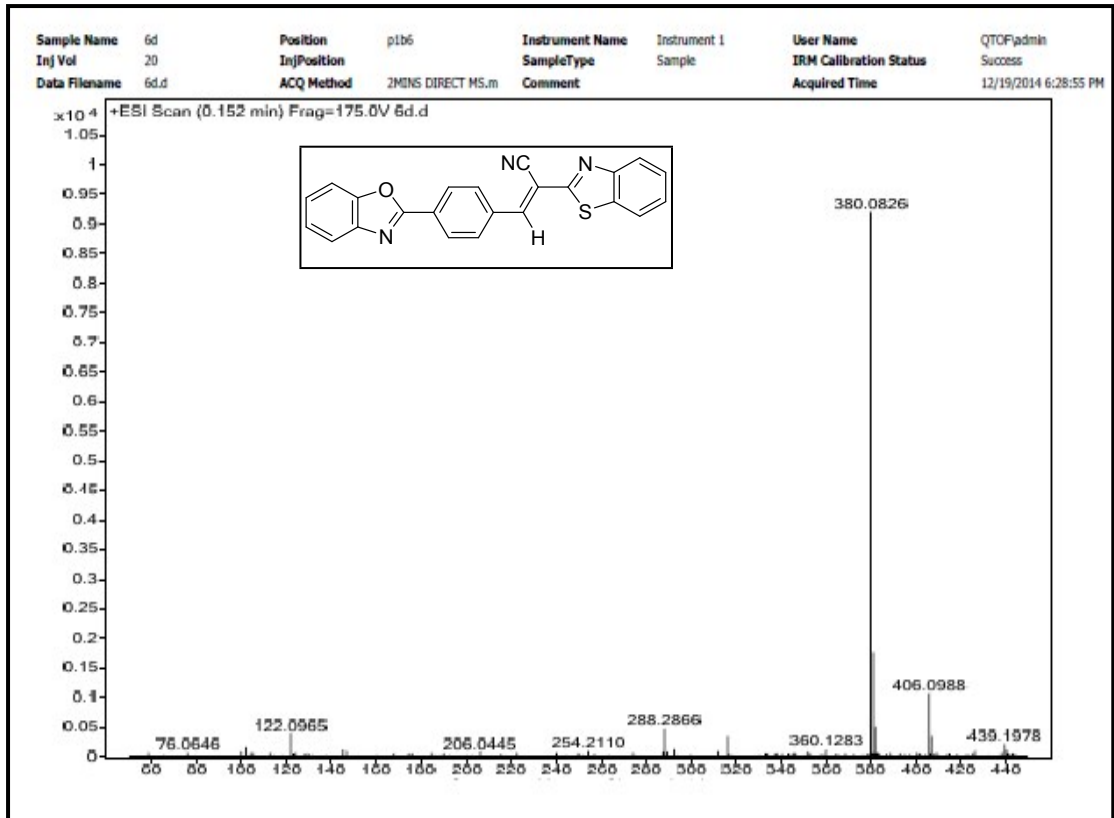 Sample Name 6d Position p1b6 Instrument Name Instrument 1 User Name QTOF\admin
Inj Vol 20 InjPosition SampleType Sample IRM Calibration Status Success
Data Filename 6d.d ACQ Method 2MINS DIRECT MS.m Comment Acquired Time 12/19/2014 6:28:55 PM
x10 4 +ESI Scan (0.152 min) Frag=175.0V 6d.d
1.05
1
0.95
0.9
0.85
0.8
0.75
0.7
0.65
0.6
0.55
0.5
0.45
0.4
0.35
0.3
0.25
0.2
0.15
0.1
0.05
0
NC N
O
S
N H
380.0826
406.0988
288.2866
122.0965
76.0646 206.0445 254.2110 360.1283 439.1978
60 80 100 120 140 160 180 200 220 240 260 280 300 320 340 360 380 400 420 440